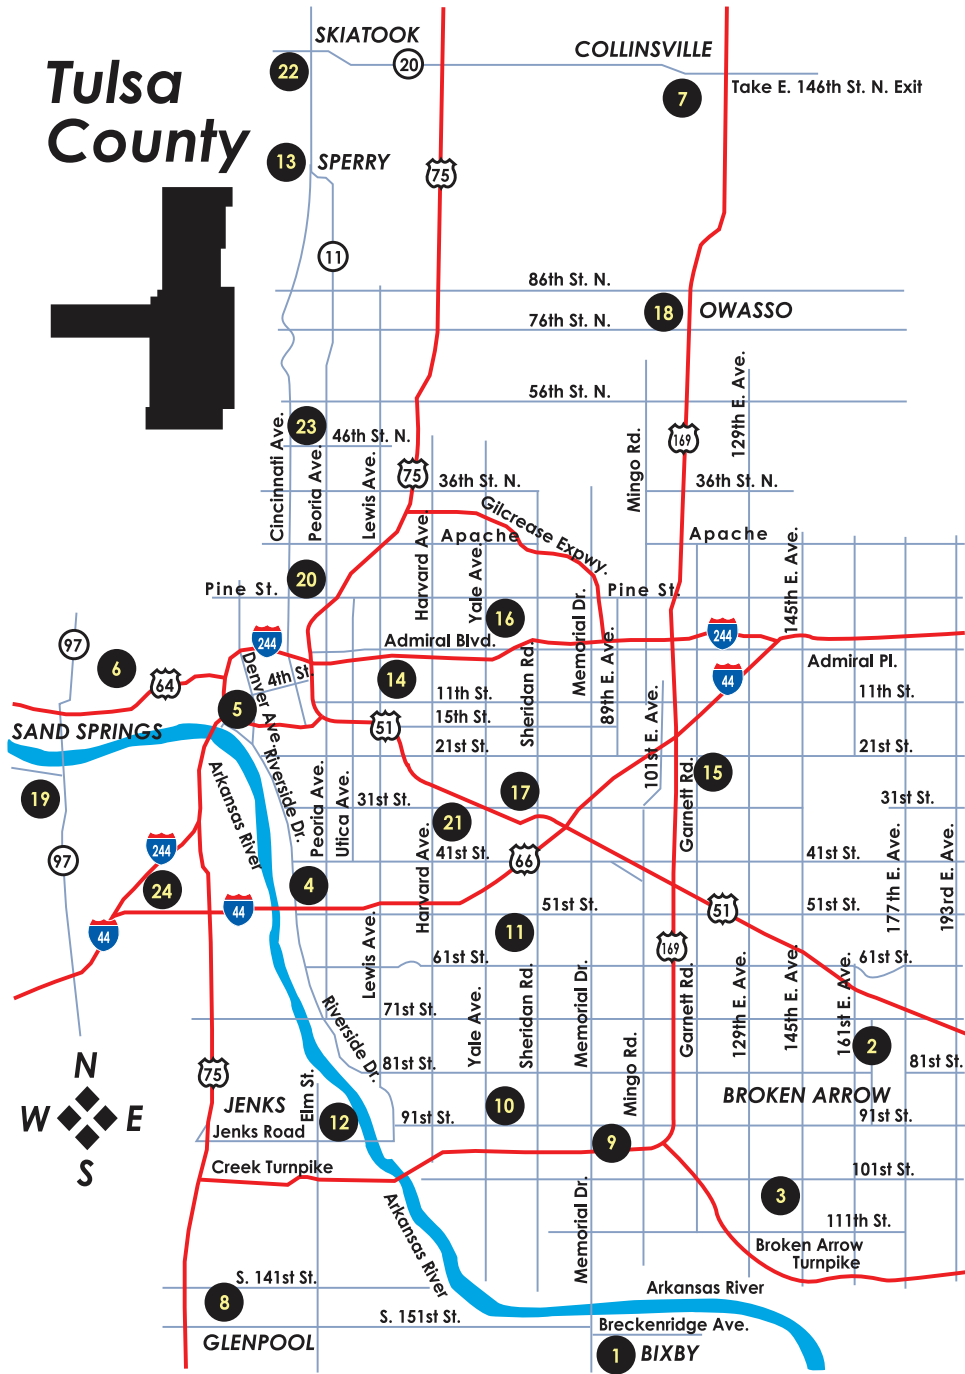 SKIATOOK
COLLINSVILLE
20
22
Tulsa
County
7
Take E. 146th St. N. Exit
13
SPERRY
75
11
86th St. N.
18
OWASSO
76th St. N.
129th E. Ave.
56th St. N.
23
Cincinnati Ave.
Peoria Ave.
46th St. N.
Lewis Ave.
Mingo Rd.
169
75
36th St. N.
36th St. N.
Gilcrease Expwy.
Harvard Ave.
Apache
Apache
Yale Ave.
145th E. Ave.
20
Pine St.
Pine St.
Memorial Dr.
16
97
244
Admiral Blvd.
244
6
Denver Ave.
4th St.
Sheridan Rd.
89th E. Ave.
Admiral Pl.
64
14
44
11th St.
11th St.
101st E. Ave.
5
15th St.
SAND SPRINGS
51
21st St.
21st St.
Arkansas River
Riverside Dr.
Peoria Ave.
Utica Ave.
Garnett Rd.
15
19
17
31st St.
31st St.
21
177th E. Ave.
193rd E. Ave.
Harvard Ave.
244
97
41st St.
66
41st St.
24
4
44
51st St.
51
51st St.
44
11
Lewis Ave.
169
61st St.
61st St.
Riverside Dr.
Yale Ave.
Sheridan Rd.
Memorial Dr.
Garnett Rd.
129th E. Ave.
145th E. Ave.
161st E. Ave.
71st St.
Mingo Rd.
2
N
75
81st St.
81st St.
W
E
S
JENKS
Elm St.
10
BROKEN ARROW
12
91st St.
91st St.
Jenks Road
9
Creek Turnpike
101st St.
Arkansas River
Memorial Dr.
3
111th St.
Broken Arrow
Turnpike
S. 141st St.
Arkansas River
8
S. 151st St.
Breckenridge Ave.
GLENPOOL
1
BIXBY